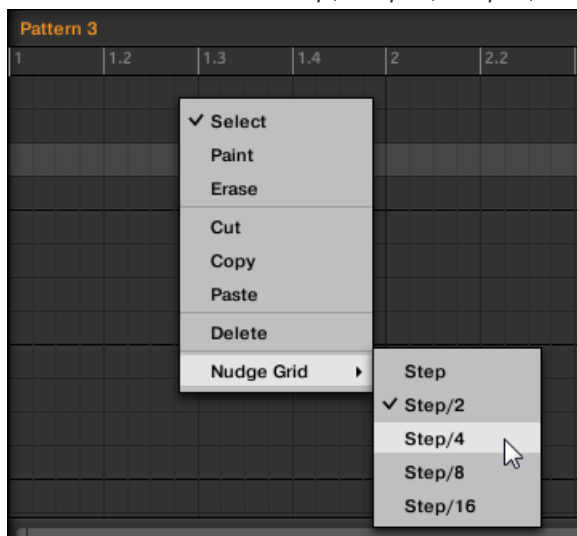 Pattern 3
1 1.2 1.3 1.4 2 2.2
Select
Paint
Erase
Cut
Copy
Paste
Delete
Nudge Grid
Step
Step/2
Step/4
Step/8
Step/16